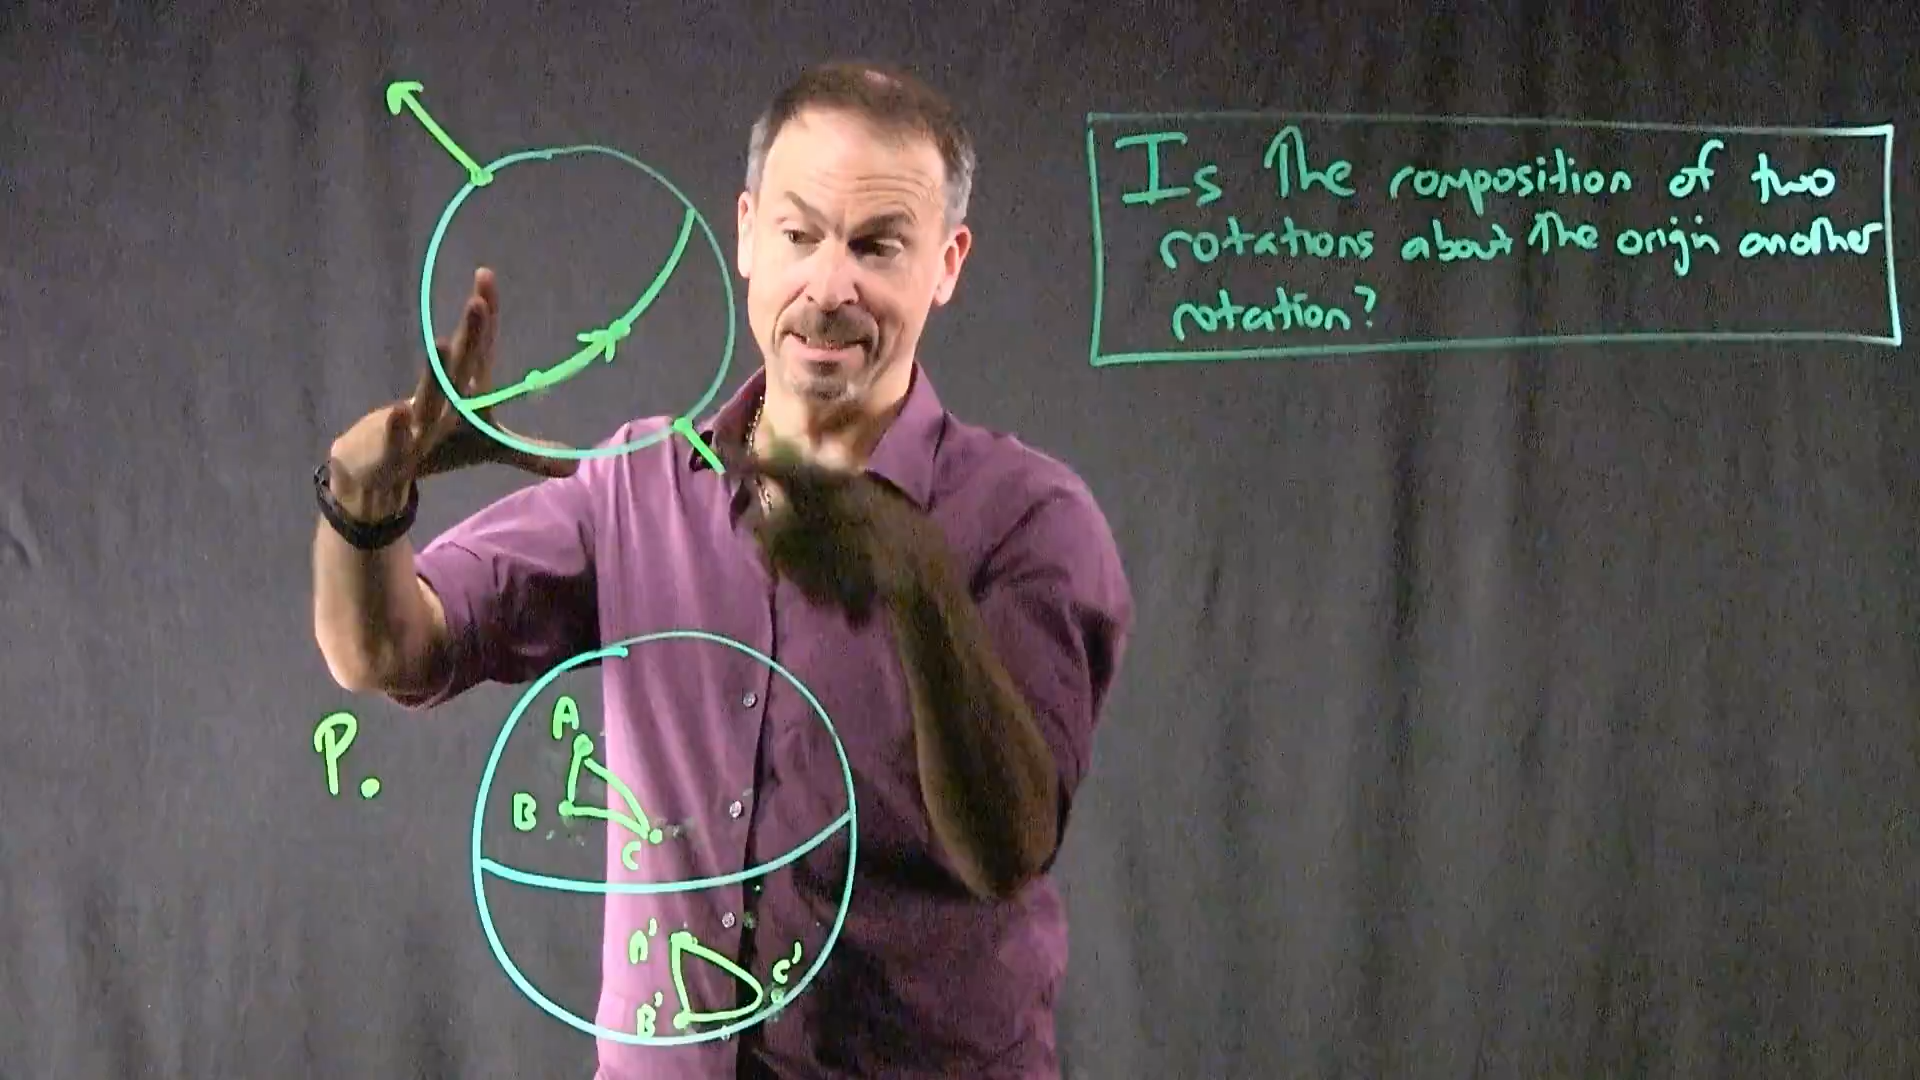 Is The composition of two
rotations about The origin another
rotation?
A
P.
B
C
A'
C'
B'